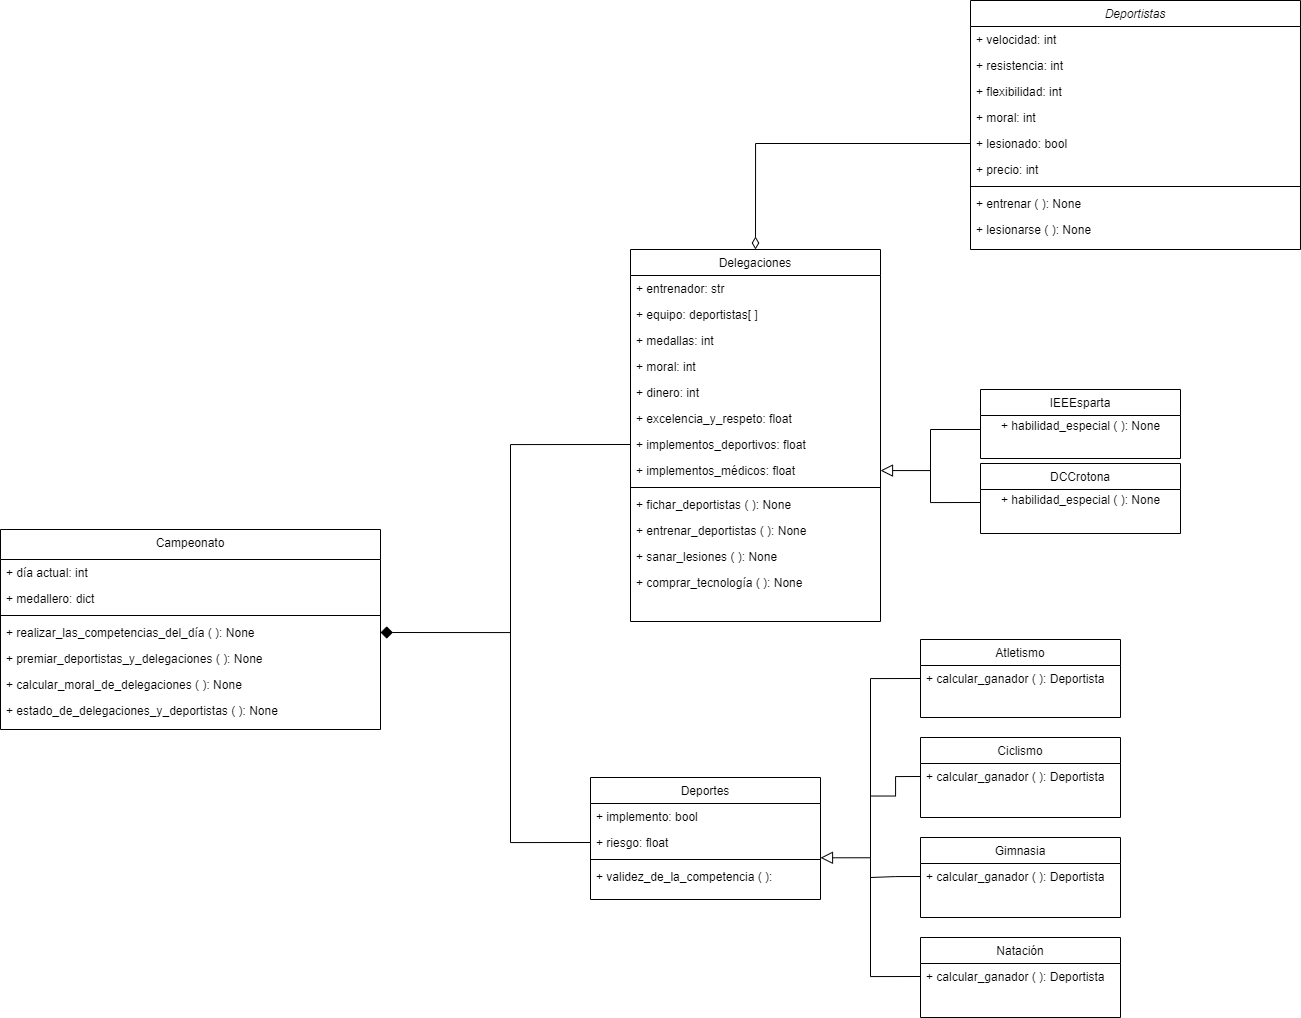 Deportistas
+ velocidad: int
+ resistencia: int
+ flexibilidad: int
+ moral: int
+ lesionado: bool
+ precio: int
+ entrenar ( ): None
+ lesionarse ( ): None
Delegaciones
+ entrenador: str
+ equipo: deportistas[ ]
+ medallas: int
+ moral: int
+ dinero: int
+ excelencia_y_respeto: float
+ implementos_deportivos: float
+ implementos_médicos: float
+ fichar_deportistas ( ): None
+ entrenar_deportistas ( ): None
+ sanar_lesiones ( ): None
+ comprar_tecnología ( ): None
IEEEsparta
+ habilidad_especial ( ): None
DCCrotona
+ habilidad_especial ( ): None
Campeonato
+ día actual: int
+ medallero: dict
+ realizar_las_competencias_del_día ( ): None
+ premiar_deportistas_y_delegaciones ( ): None
+ calcular_moral_de_delegaciones ( ): None
+ estado_de_delegaciones_y_deportistas ( ): None
Deportes
+ implemento: bool
+ riesgo: float
+ validez_de_la_competencia ( ):
Atletismo
+ calcular_ganador ( ): Deportista
Ciclismo
+ calcular_ganador ( ): Deportista
Gimnasia
+ calcular_ganador ( ): Deportista
Natación
+ calcular_ganador ( ): Deportista